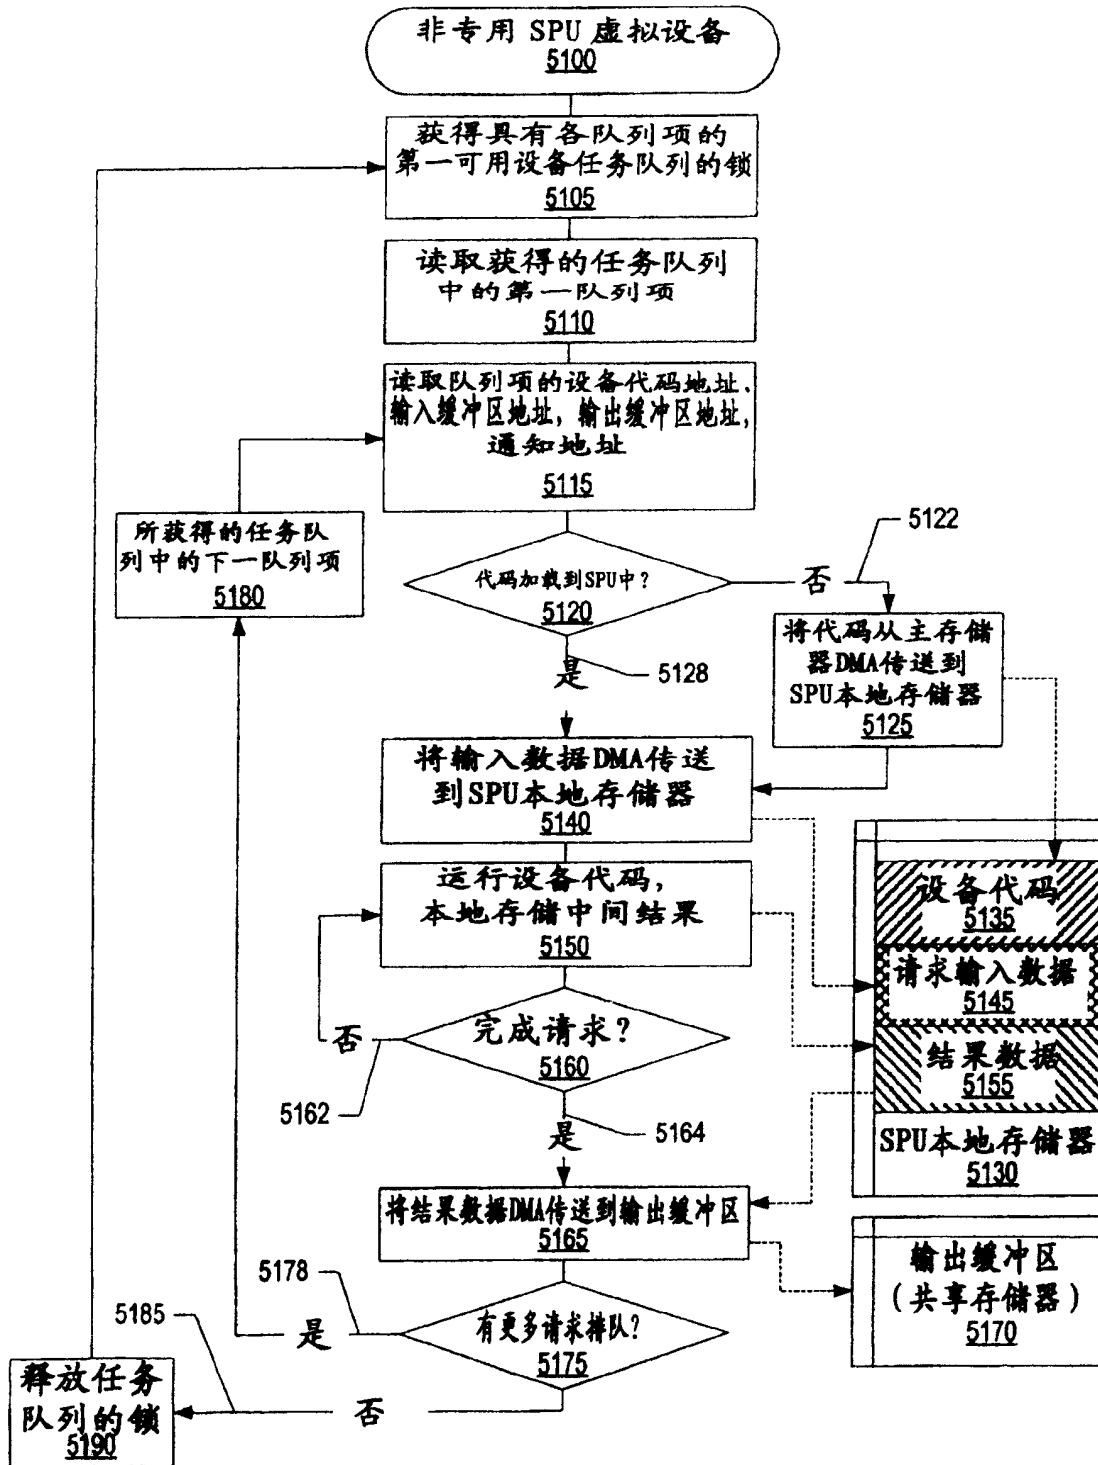 非专用 SPU 虚拟设备
5100
获得具有各队列项的
第一可用设备任务队列的锁
5105
读取获得的任务队列
中的第一队列项
5110
读取队列项的设备代码地址,
输入缓冲区地址, 输出缓冲区地址,
通知地址
5115
所获得的任务队
列中的下一队列项
5180
5122
代码加载到SPU中?
5120
否
将代码从主存储
器DMA传送到
SPU本地存储器
5125
5128
是
将输入数据DMA传送
到SPU本地存储器
5140
运行设备代码,
本地存储中间结果
5150
设备代码
5135
请求输入数据
5145
结果数据
5155
SPU本地存储器
5130
完成请求?
5160
否
5162
5164
是
将结果数据DMA传送到输出缓冲区
5165
输出缓冲区
(共享存储器)
5170
5178
5185
是
有更多请求排队?
5175
否
释放任务
队列的锁
5190